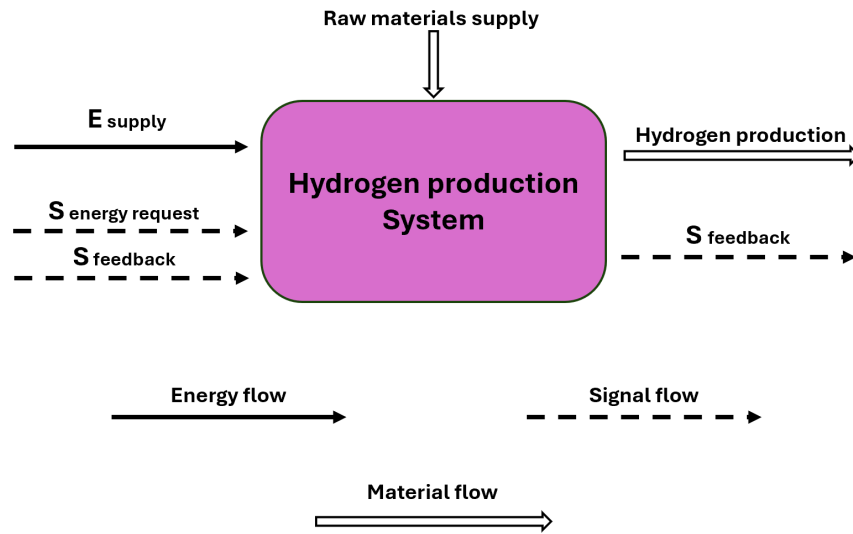 Raw materials supply
E supply
Hydrogen production
Hydrogen production
System
S energy request
S feedback
S feedback
Energy flow
Signal flow
Material flow